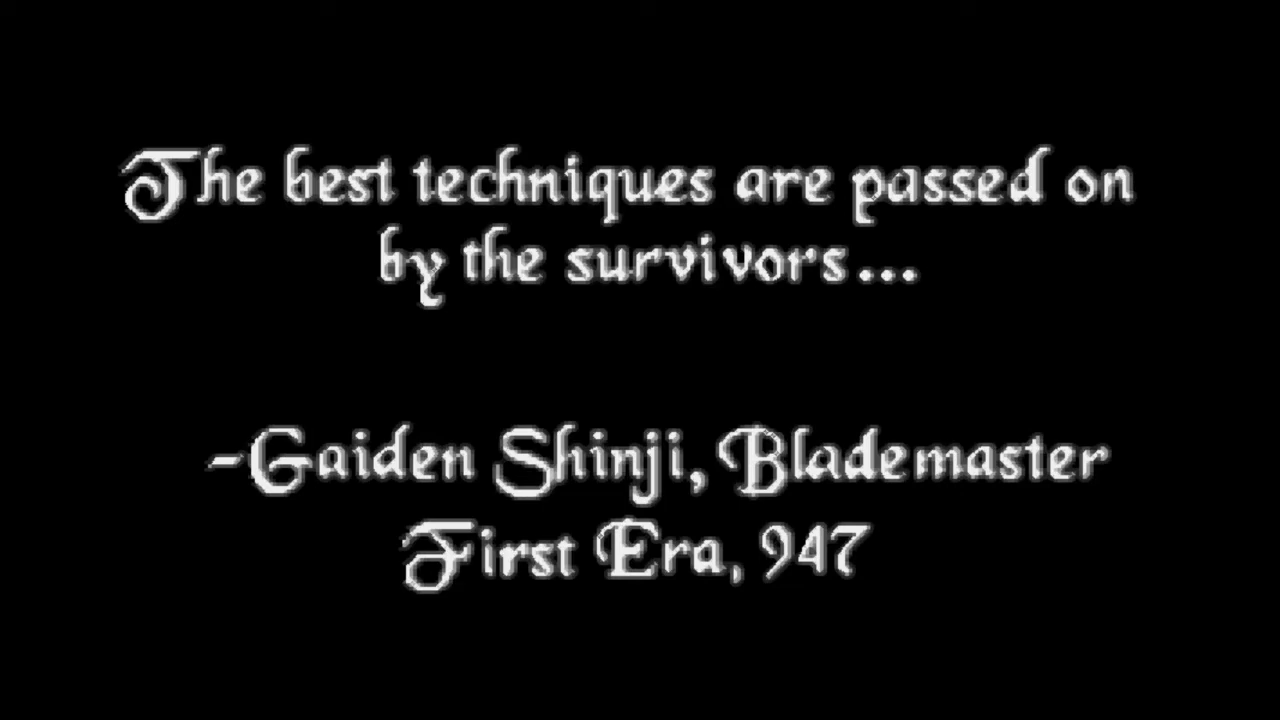 The best techniques are passed on
by the survivors...
-Gaiden Shinji, Blademaster
First Era, 947